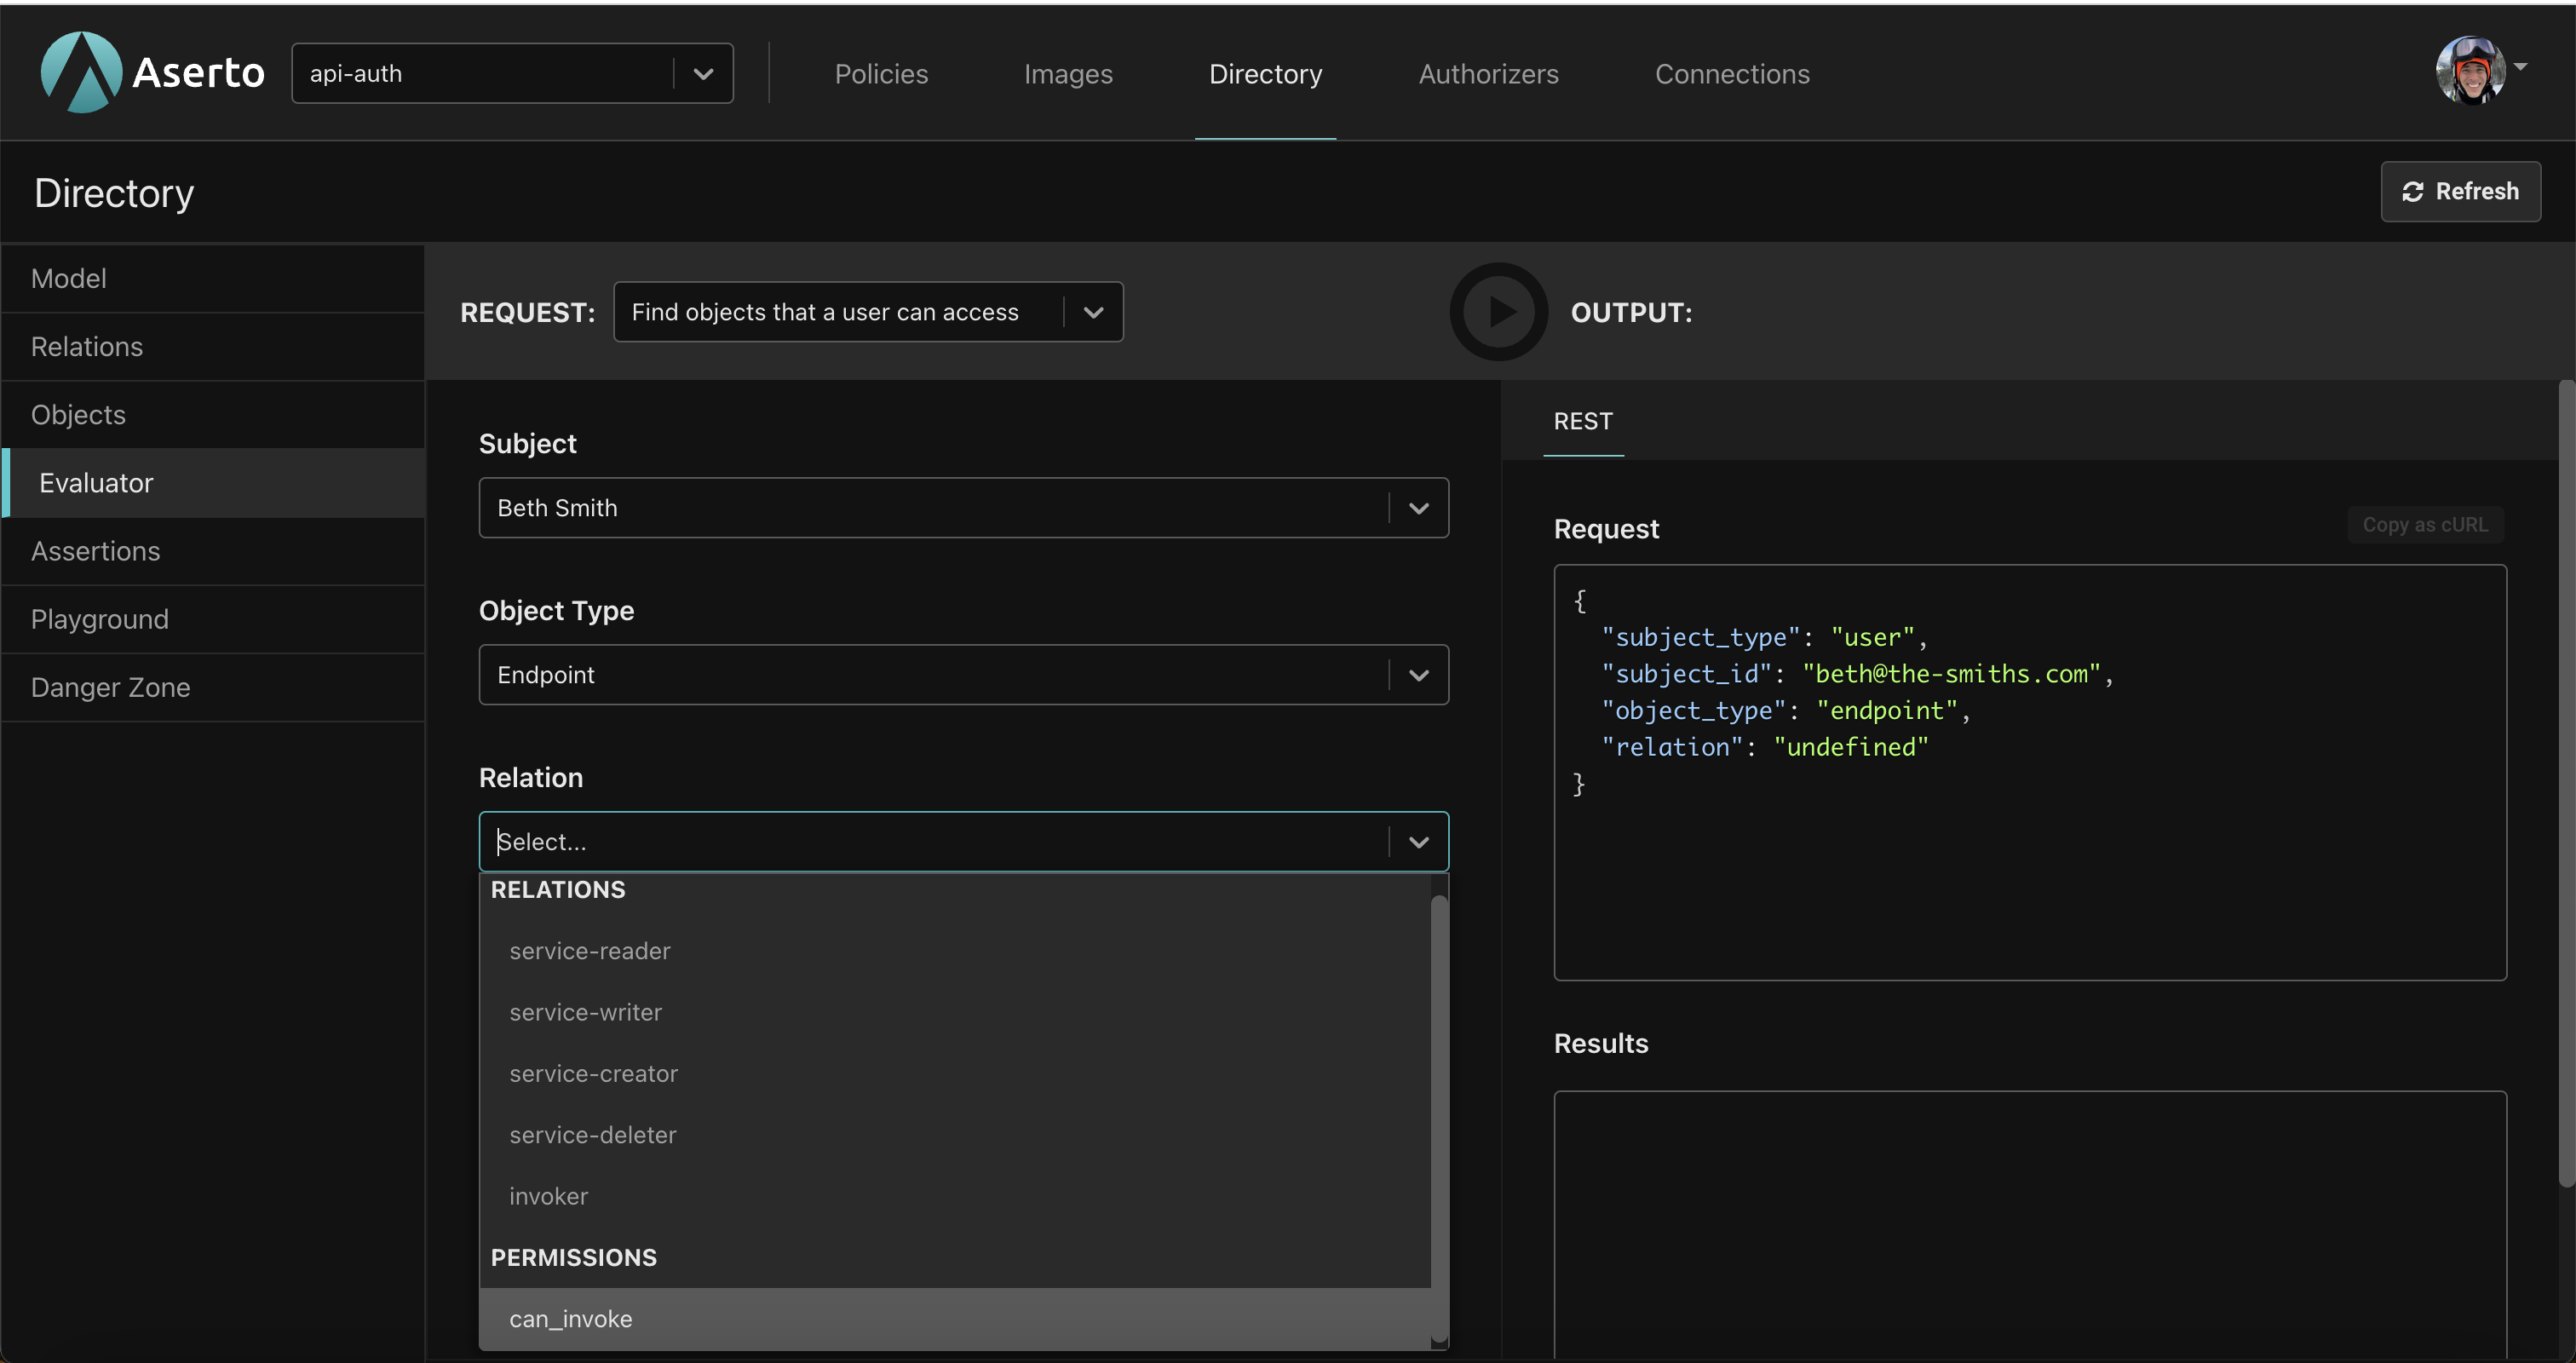 Aserto
api-auth
Policies
Images
Directory
Authorizers
Connections
Directory
Refresh
Model
Relations
Objects
Evaluator
Assertions
Playground
Danger Zone
REQUEST:
Find objects that a user can access
OUTPUT:
Subject
Beth Smith
Object Type
Endpoint
Relation
Select...
RELATIONS
service-reader
service-writer
service-creator
service-deleter
invoker
PERMISSIONS
can_invoke
REST
Request
Copy as cURL
{
"subject_type": "user",
"subject_id": "beth@the-smiths.com",
"object_type": "endpoint",
"relation": "undefined"
}
Results